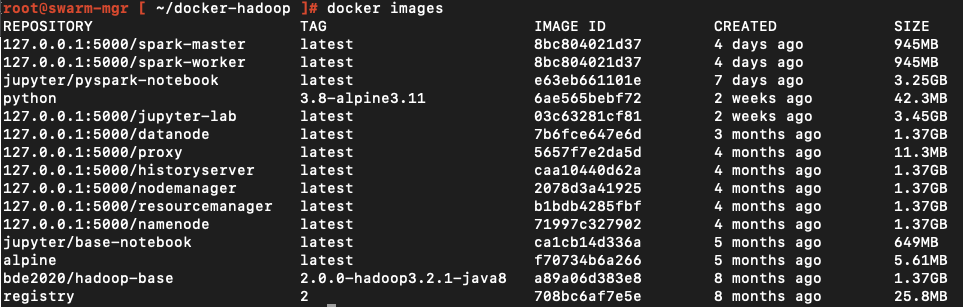 root@swarm-mgr [ ~/docker-hadoop ]# docker images
REPOSITORY TAG IMAGE ID CREATED SIZE
127.0.0.1:5000/spark-master latest 8bc804021d37 4 days ago 945MB
127.0.0.1:5000/spark-worker latest 8bc804021d37 4 days ago 945MB
jupyter/pyspark-notebook latest e63eb661101e 7 days ago 3.25GB
python 3.8-alpine3.11 6ae565bebf72 2 weeks ago 42.3MB
127.0.0.1:5000/jupyter-lab latest 03c63281cf81 2 weeks ago 3.45GB
127.0.0.1:5000/datanode latest 7b6fce647e6d 3 months ago 1.37GB
127.0.0.1:5000/proxy latest 5657f7e2da5d 4 months ago 11.3MB
127.0.0.1:5000/historyserver latest caa10440d62a 4 months ago 1.37GB
127.0.0.1:5000/nodemanager latest 2078d3a41925 4 months ago 1.37GB
127.0.0.1:5000/resourcemanager latest b1bdb4285fbf 4 months ago 1.37GB
127.0.0.1:5000/namenode latest 71997c327902 4 months ago 1.37GB
jupyter/base-notebook latest ca1cb14d336a 5 months ago 649MB
alpine latest f70734b6a266 5 months ago 5.61MB
bde2020/hadoop-base 2.0.0-hadoop3.2.1-java8 a89a06d383e8 8 months ago 1.37GB
registry 2 708bc6af7e5e 8 months ago 25.8MB